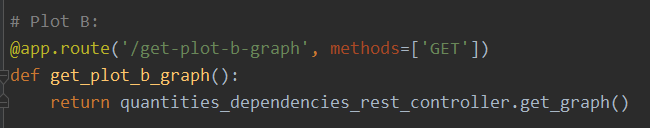 # Plot B:
@app.route('/get-plot-b-graph', methods=['GET'])
def get_plot_b_graph():
    return quantities_dependencies_rest_controller.get_graph()